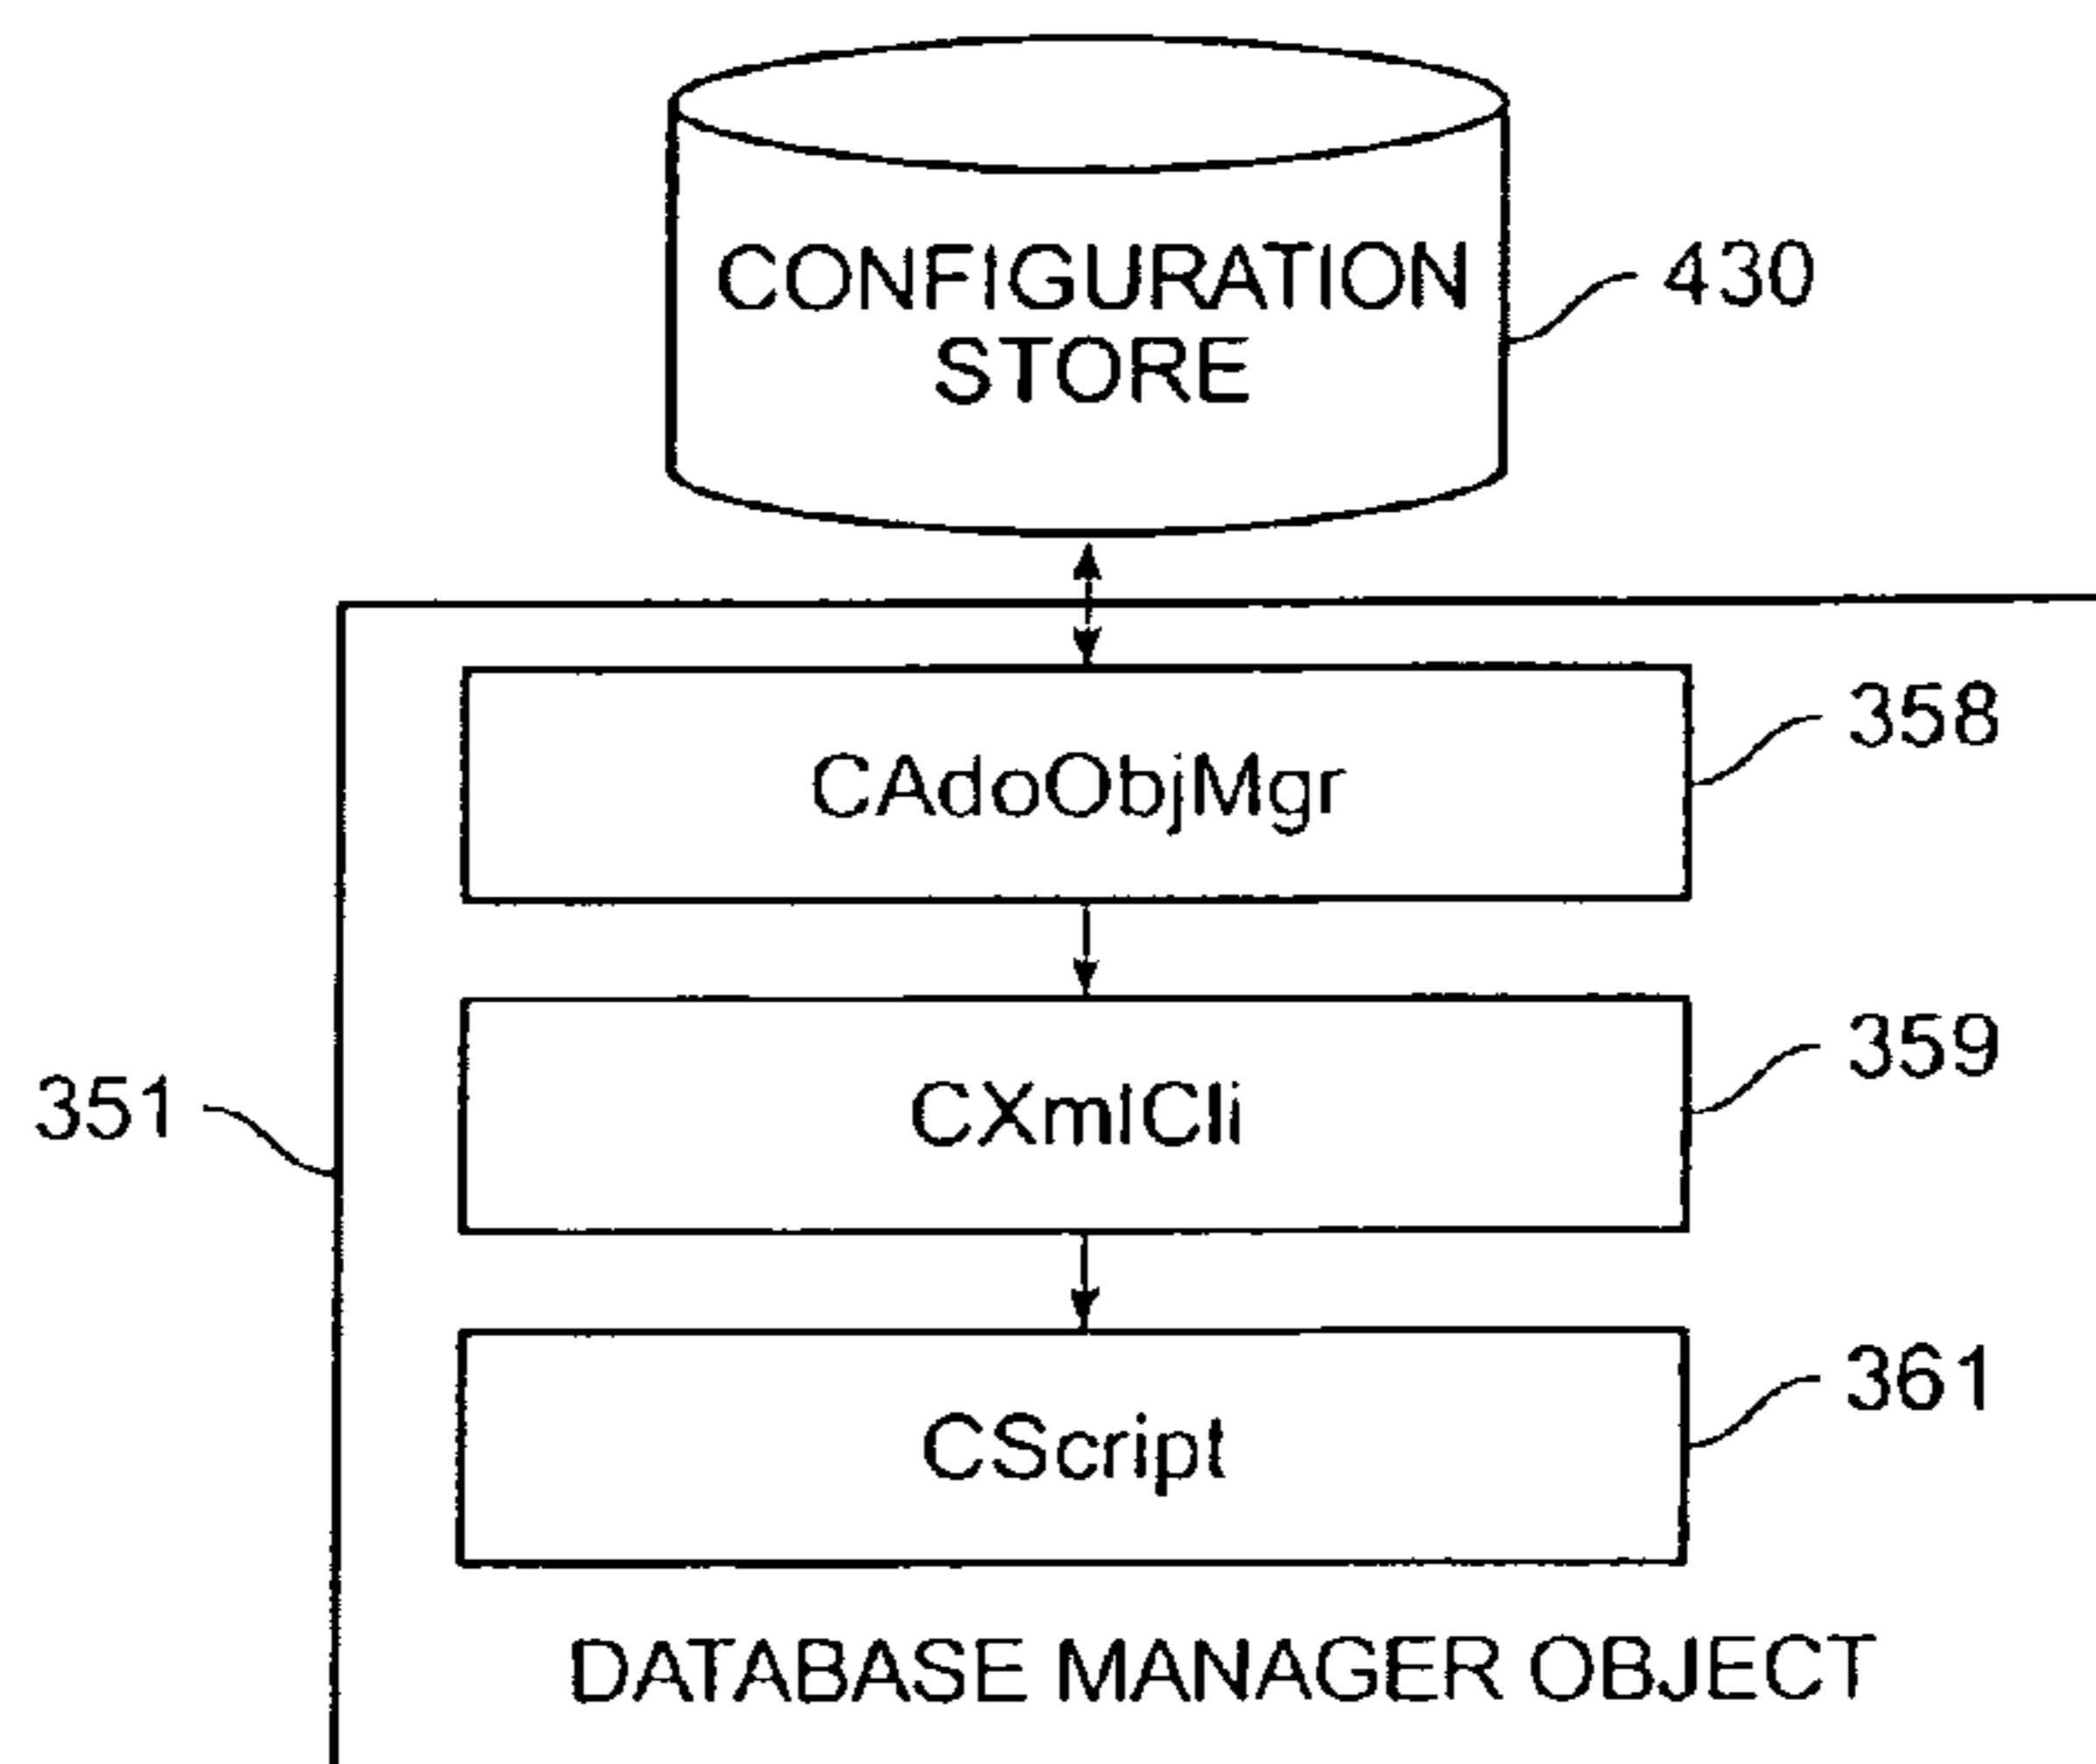 CONFIGURATION
STORE
430
CAdoObjMgr
358
CXmlCli
359
351
CScript
361
DATABASE MANAGER OBJECT